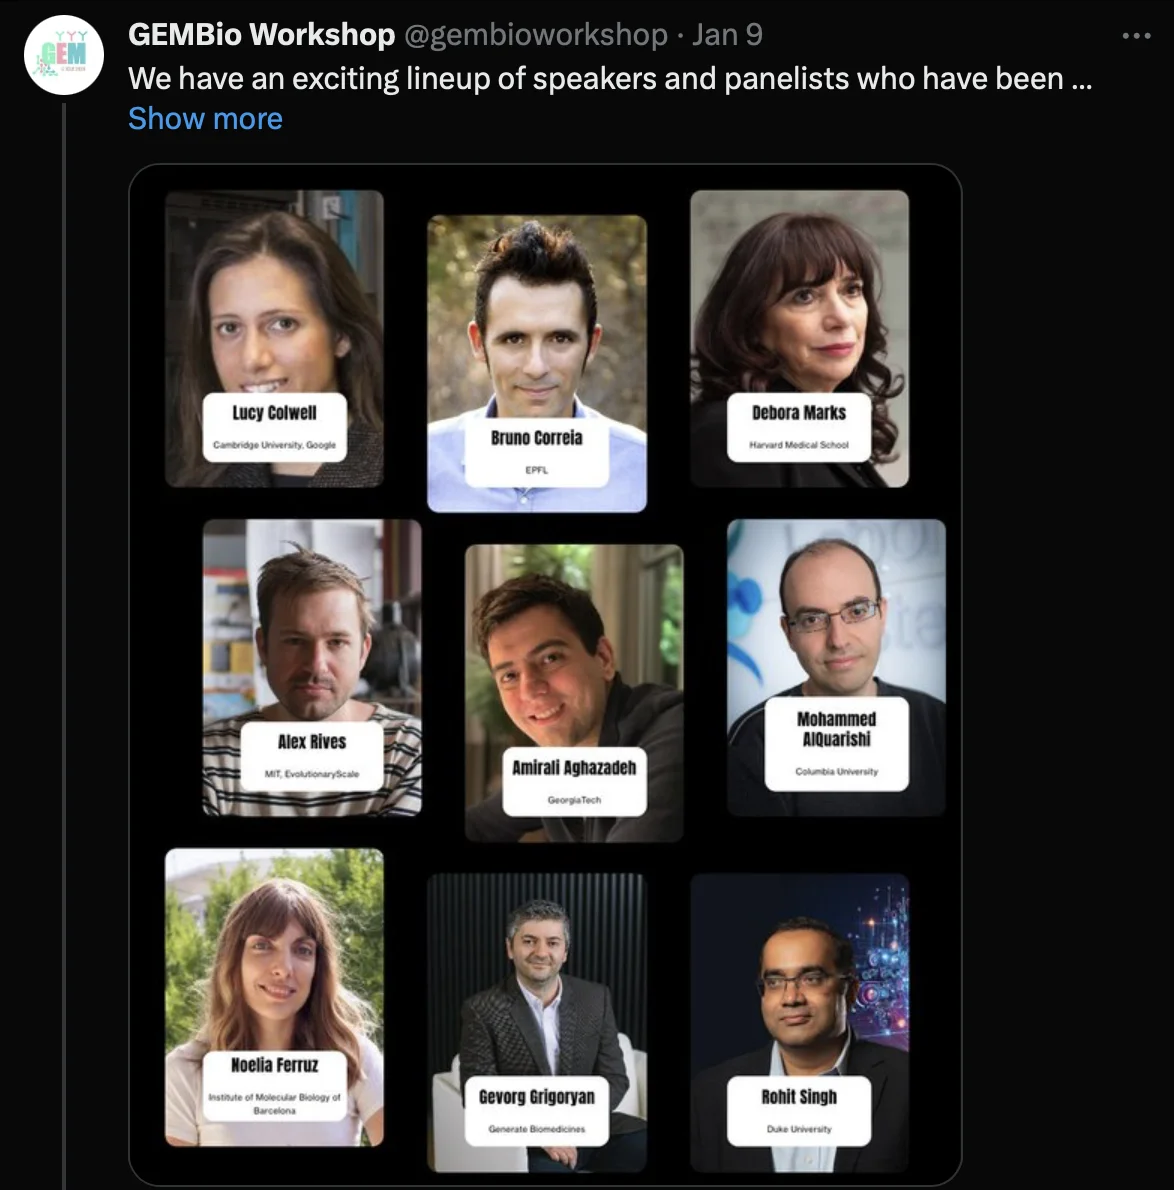 GEMBio Workshop @gembioworkshop · Jan 9
We have an exciting lineup of speakers and panelists who have been ...
Show more
GEM
Lucy Colwell
Cambridge University, Google
Bruno Correia
EPFL
Debora Marks
Harvard Medical School
Alex Rives
MIT, EvolutionaryScale
Amirali Aghazadeh
GeorgiaTech
Mohammed
AlQuarishi
Columbia University
Noelia Ferruz
Institute of Molecular Biology of
Barcelona
Gevorg Grigoryan
Generate Biomedicines
Rohit Singh
Duke University